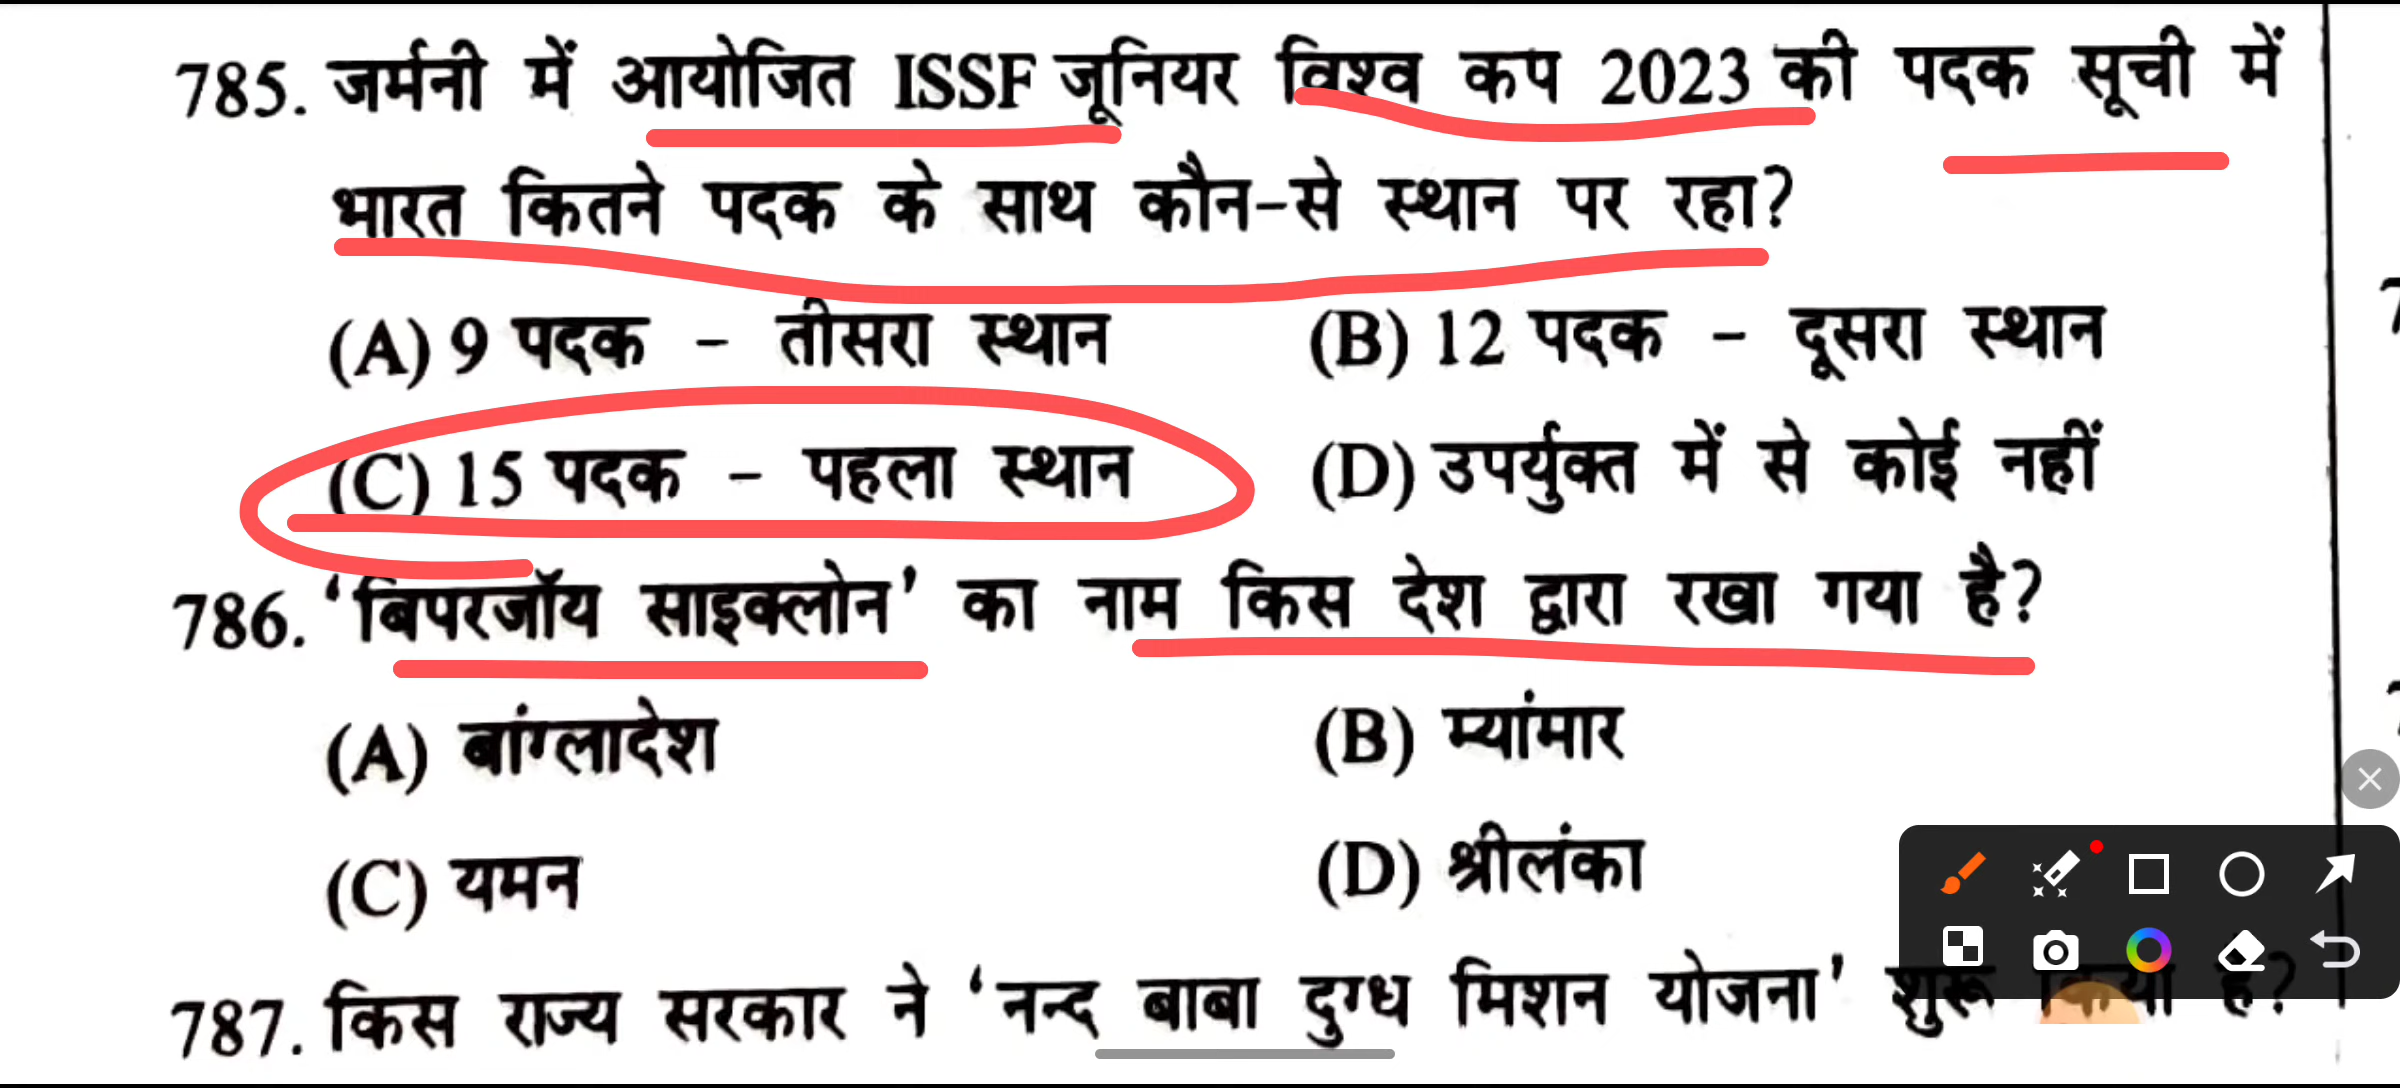 785. जर्मनी में आयोजित ISSF जूनियर विश्व कप 2023 की पदक सूची में
भारत कितने पदक के साथ कौन-से स्थान पर रहा?
(A) 9 पदक - तीसरा स्थान (B) 12 पदक - दूसरा स्थान
(C) 15 पदक - पहला स्थान (D) उपर्युक्त में से कोई नहीं
786. 'बिपरजॉय साइक्लोन' का नाम किस देश द्वारा रखा गया है?
(A) बांग्लादेश (B) म्यांमार
(C) यमन (D) श्रीलंका
787. किस राज्य सरकार ने 'नन्द बाबा दुग्ध मिशन योजना' शुरू किया है?